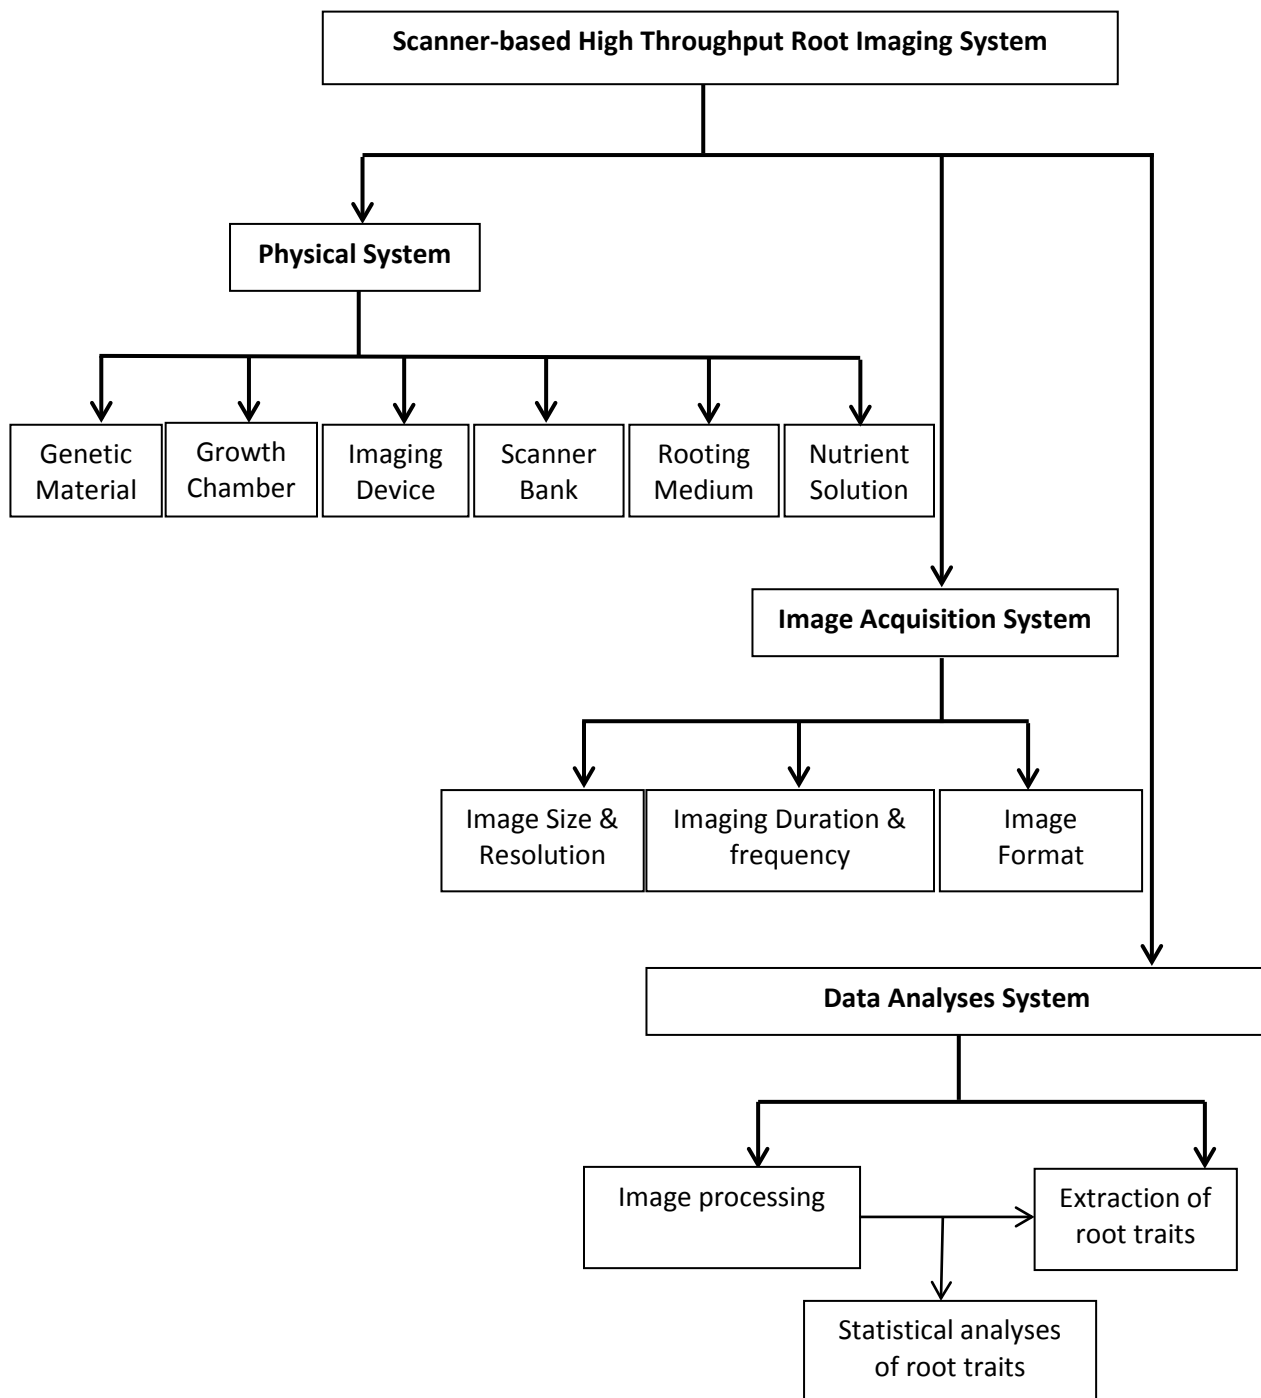 Scanner-based High Throughput Root Imaging System
Physical System
Genetic
Material
Growth
Chamber
Imaging
Device
Scanner
Bank
Rooting
Medium
Nutrient
Solution
Image Acquisition System
Image Size &
Resolution
Imaging Duration &
frequency
Image
Format
Data Analyses System
Image processing
Extraction of
root traits
Statistical analyses
of root traits